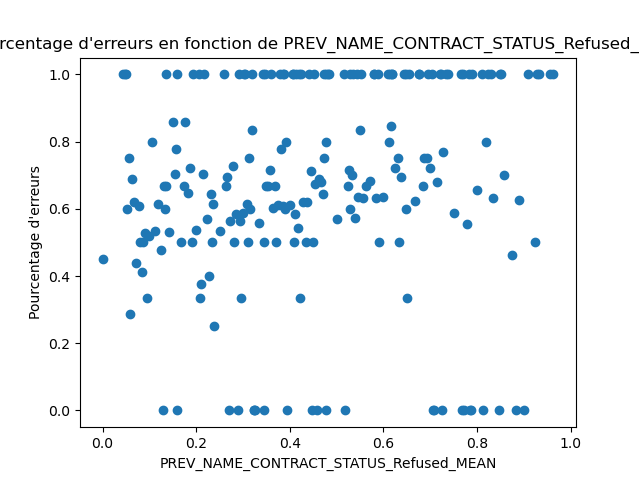 rcentage d'erreurs en fonction de PREV_NAME_CONTRACT_STATUS_Refused_
1.0
0.8
0.6
0.4
0.2
0.0
Pourcentage d'erreurs
0.0 0.2 0.4 0.6 0.8 1.0
PREV_NAME_CONTRACT_STATUS_Refused_MEAN